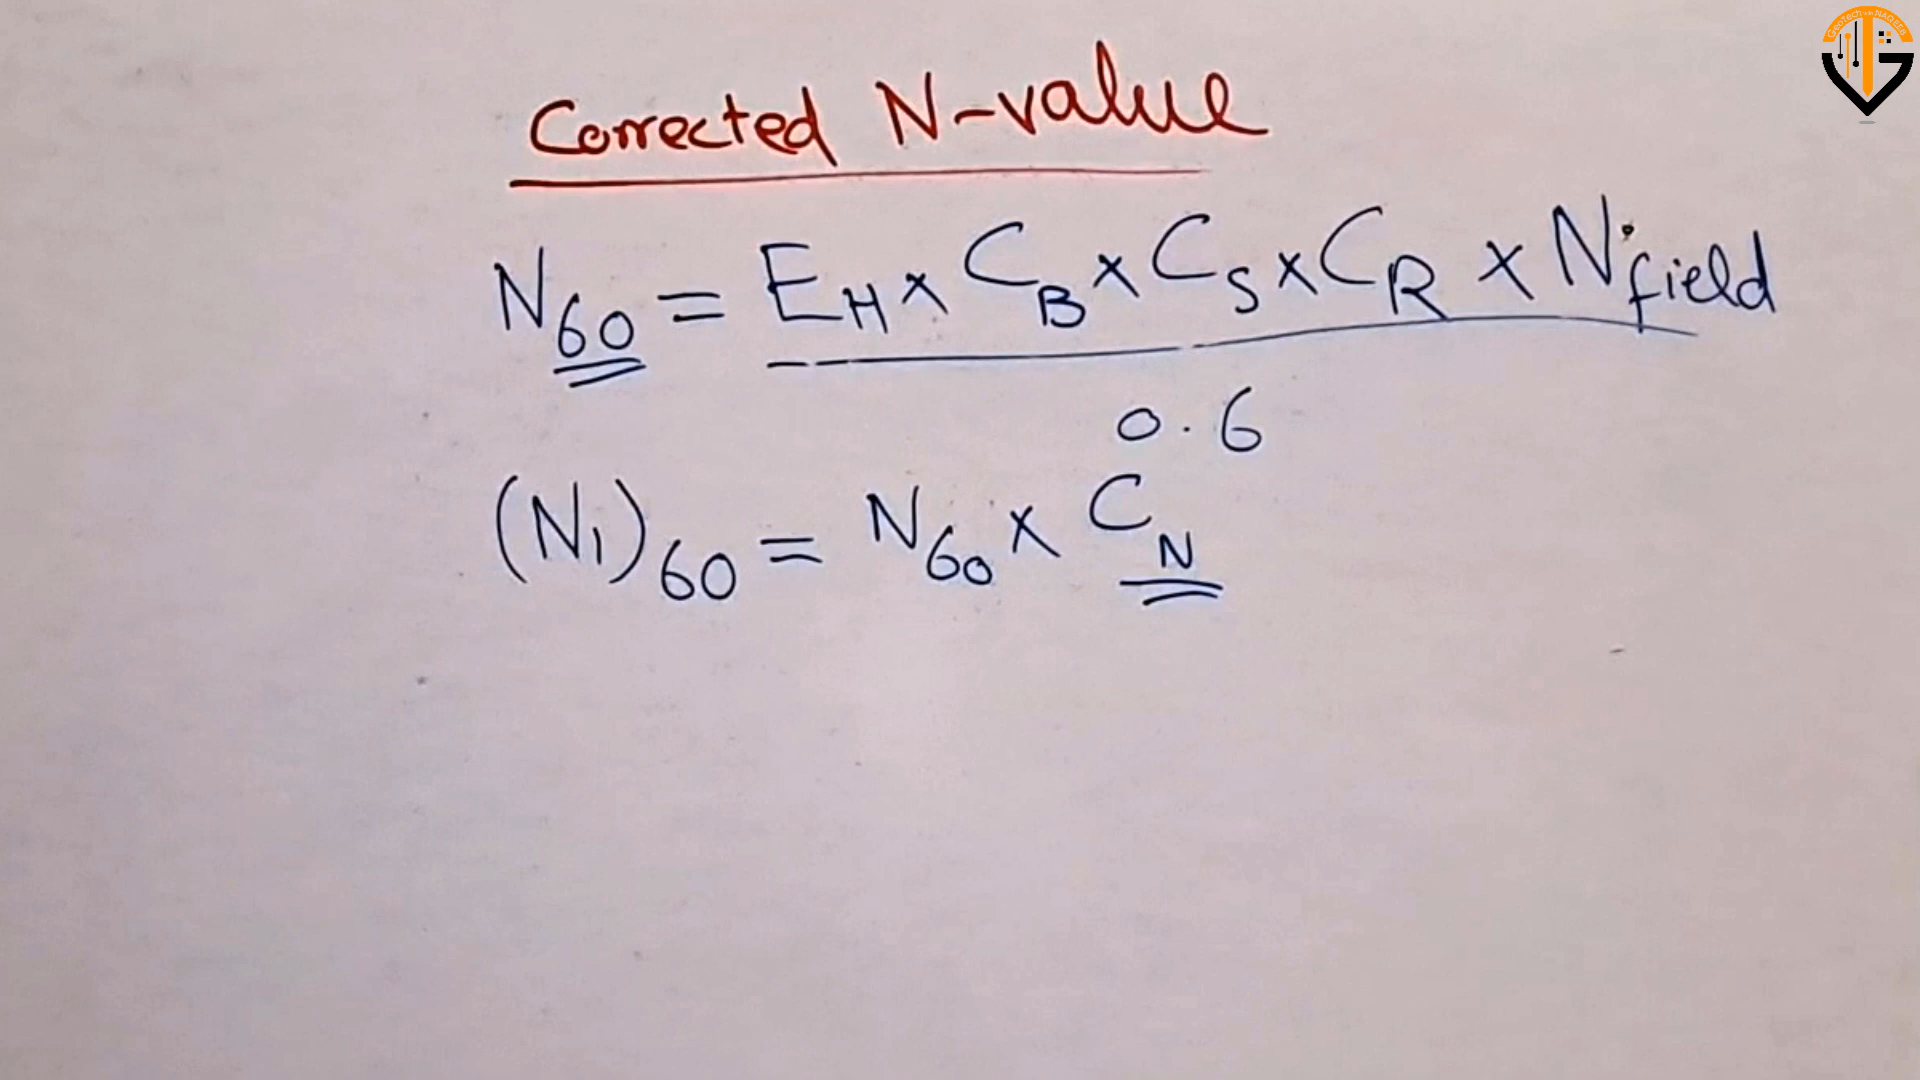 Corrected N-value
N60 = EH x CB x CS x CR x Nfield
0.6
(N1)60 = N60 x CN